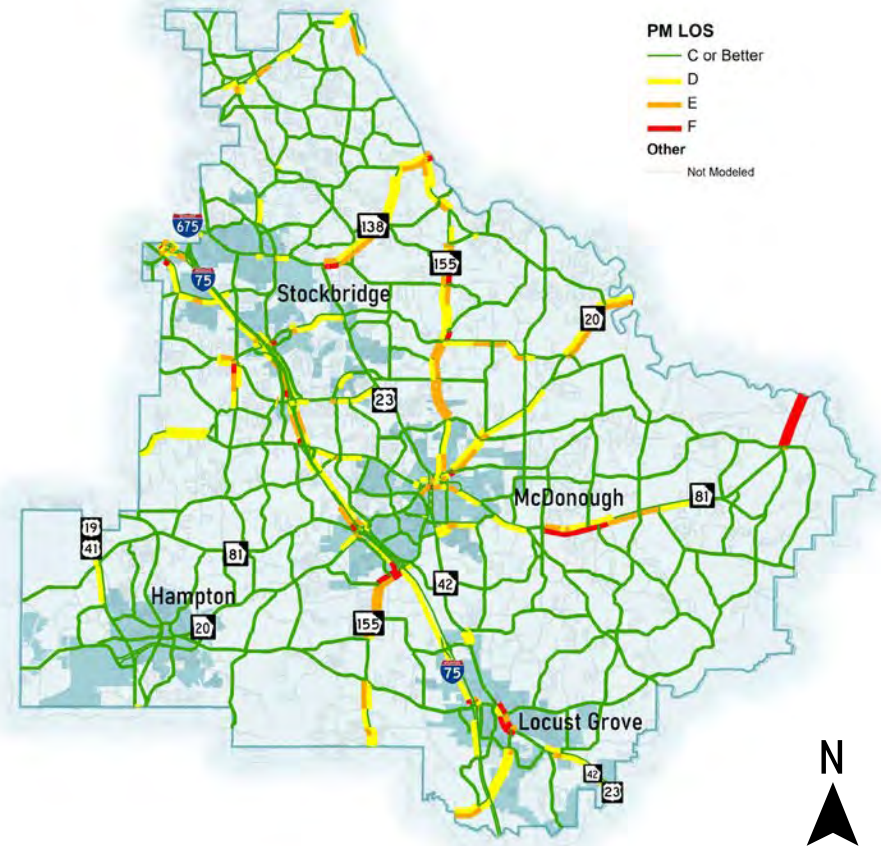 PM LOS
C or Better
D
E
F
Other
Not Modeled
675
138
75
155
Stockbridge
20
23
McDonough
81
19
41
81
42
Hampton
20
155
75
Locust Grove
42
23
N